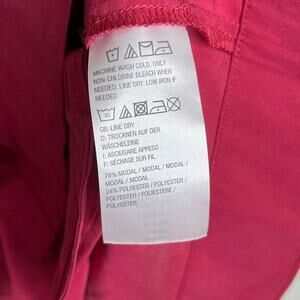 MACHINE WASH COLD. ONLY
NON-CHLORINE BLEACH WHEN
NEEDED. LINE DRY. LOW IRON IF
NEEDED
30
GB: LINE DRY
D: TROCKNEN AUF DER
WÄSCHELEINE
I: ASCIUGARE APPESO
F: SÉCHAGE SUR FIL
76% MODAL / MODAL / MODAL
MODAL / MODAL
24% POLYESTER / POLYESTER /
POLYESTER / POLIESTERE /
POLYESTER